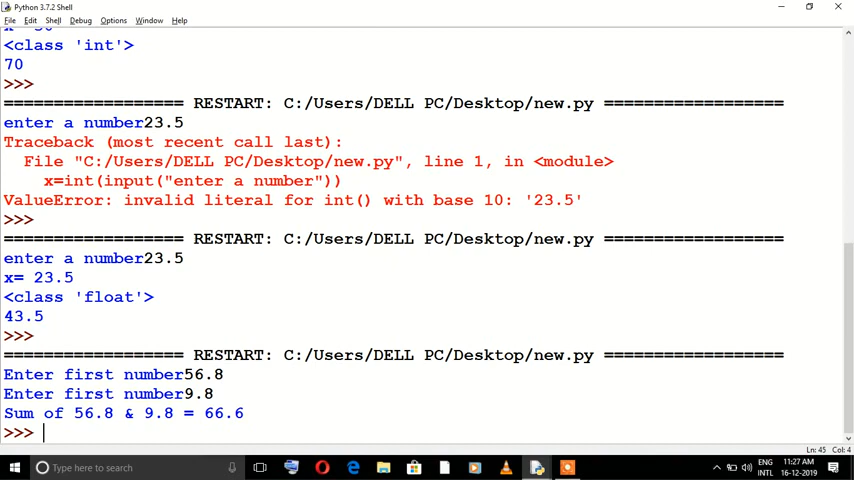 Python 3.7.2 Shell
File Edit Shell Debug Options Window Help
<class 'int'>
70
>>>
================== RESTART: C:/Users/DELL PC/Desktop/new.py ==================
enter a number23.5
Traceback (most recent call last):
  File "C:/Users/DELL PC/Desktop/new.py", line 1, in <module>
    x=int(input("enter a number"))
ValueError: invalid literal for int() with base 10: '23.5'
>>>
================== RESTART: C:/Users/DELL PC/Desktop/new.py ==================
enter a number23.5
x= 23.5
<class 'float'>
43.5
>>>
================== RESTART: C:/Users/DELL PC/Desktop/new.py ==================
Enter first number56.8
Enter first number9.8
Sum of 56.8 & 9.8 = 66.6
>>>
Ln: 45 Col: 4
Type here to search
ENG 11:27 AM
INTL 16-12-2019